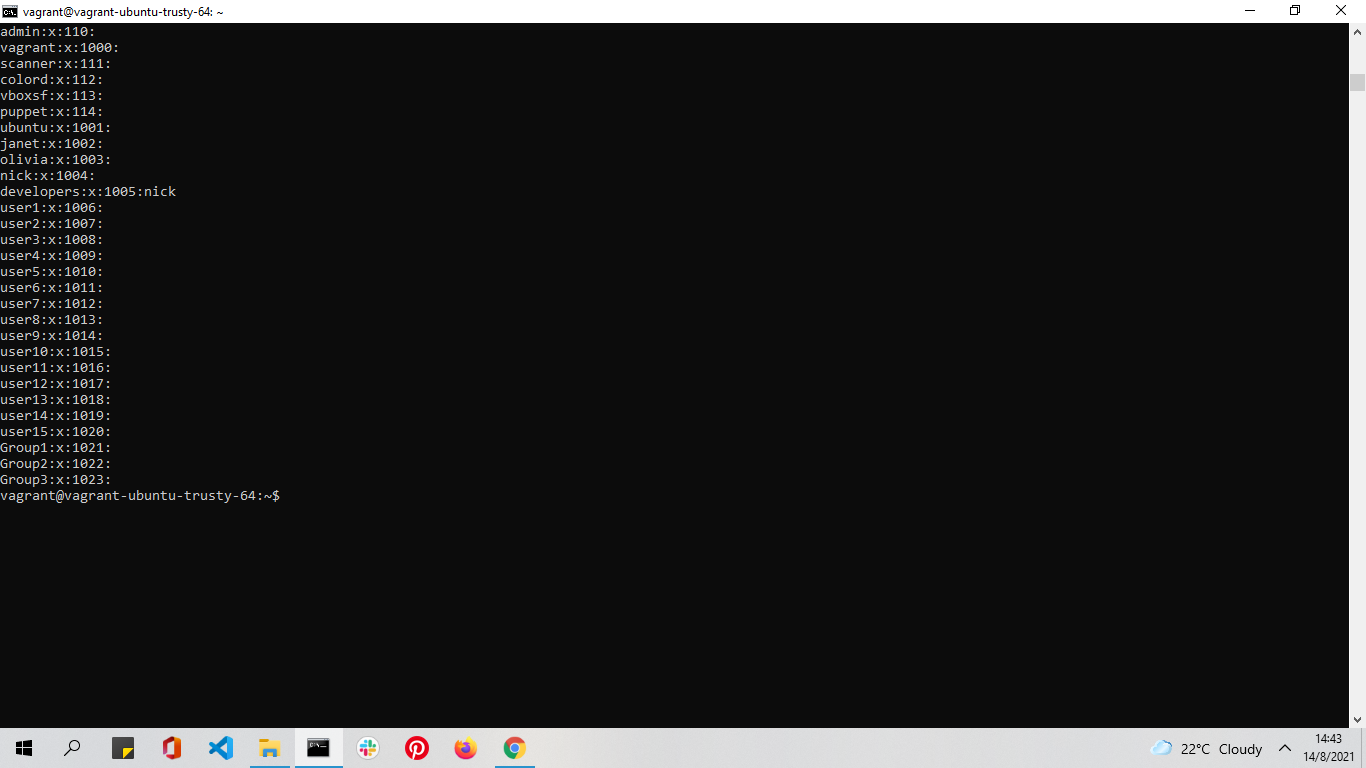 vagrant@vagrant-ubuntu-trusty-64: ~
admin:x:110:
vagrant:x:1000:
scanner:x:111:
colord:x:112:
vboxsf:x:113:
puppet:x:114:
ubuntu:x:1001:
janet:x:1002:
olivia:x:1003:
nick:x:1004:
developers:x:1005:nick
user1:x:1006:
user2:x:1007:
user3:x:1008:
user4:x:1009:
user5:x:1010:
user6:x:1011:
user7:x:1012:
user8:x:1013:
user9:x:1014:
user10:x:1015:
user11:x:1016:
user12:x:1017:
user13:x:1018:
user14:x:1019:
user15:x:1020:
Group1:x:1021:
Group2:x:1022:
Group3:x:1023:
vagrant@vagrant-ubuntu-trusty-64:~$
22°C Cloudy
14:43
14/8/2021